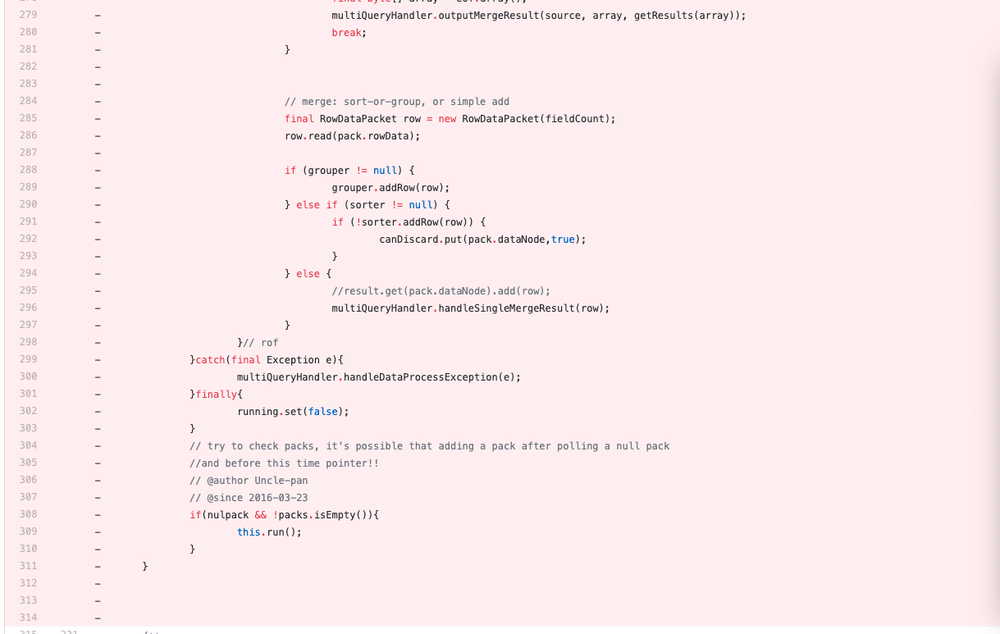 279 - multiQueryHandler.outputMergeResult(source, array, getResults(array));
280 - break;
281 - }
282 -
283 -
284 - // merge: sort-or-group, or simple add
285 - final RowDataPacket row = new RowDataPacket(fieldCount);
286 - row.read(pack.rowData);
287 -
288 - if (grouper != null) {
289 - grouper.addRow(row);
290 - } else if (sorter != null) {
291 - if (!sorter.addRow(row)) {
292 - canDiscard.put(pack.dataNode,true);
293 - }
294 - } else {
295 - //result.get(pack.dataNode).add(row);
296 - multiQueryHandler.handleSingleMergeResult(row);
297 - }
298 - }// rof
299 - }catch(final Exception e){
300 - multiQueryHandler.handleDataProcessException(e);
301 - }finally{
302 - running.set(false);
303 - }
304 - // try to check packs, it's possible that adding a pack after polling a null pack
305 - //and before this time pointer!!
306 - // @author Uncle-pan
307 - // @since 2016-03-23
308 - if(nulpack && !packs.isEmpty()){
309 - this.run();
310 - }
311 - }
312 -
313 -
314 -